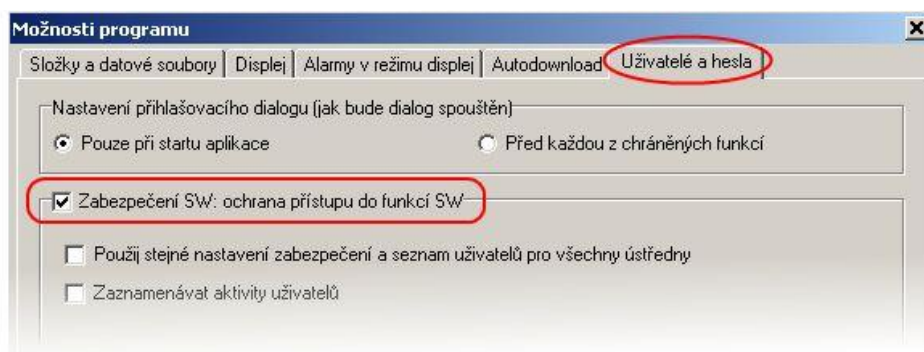 Možnosti programu
Složky a datové soubory Displej Alarmy v režimu displej Autodownload Uživatelé a hesla
Nastavení přihlašovacího dialogu (jak bude dialog spouštěn)
Pouze při startu aplikace Před každou z chráněných funkcí
Zabezpečení SW: ochrana přístupu do funkcí SW
Použij stejné nastavení zabezpečení a seznam uživatelů pro všechny ústředny
Zaznamenávat aktivity uživatelů